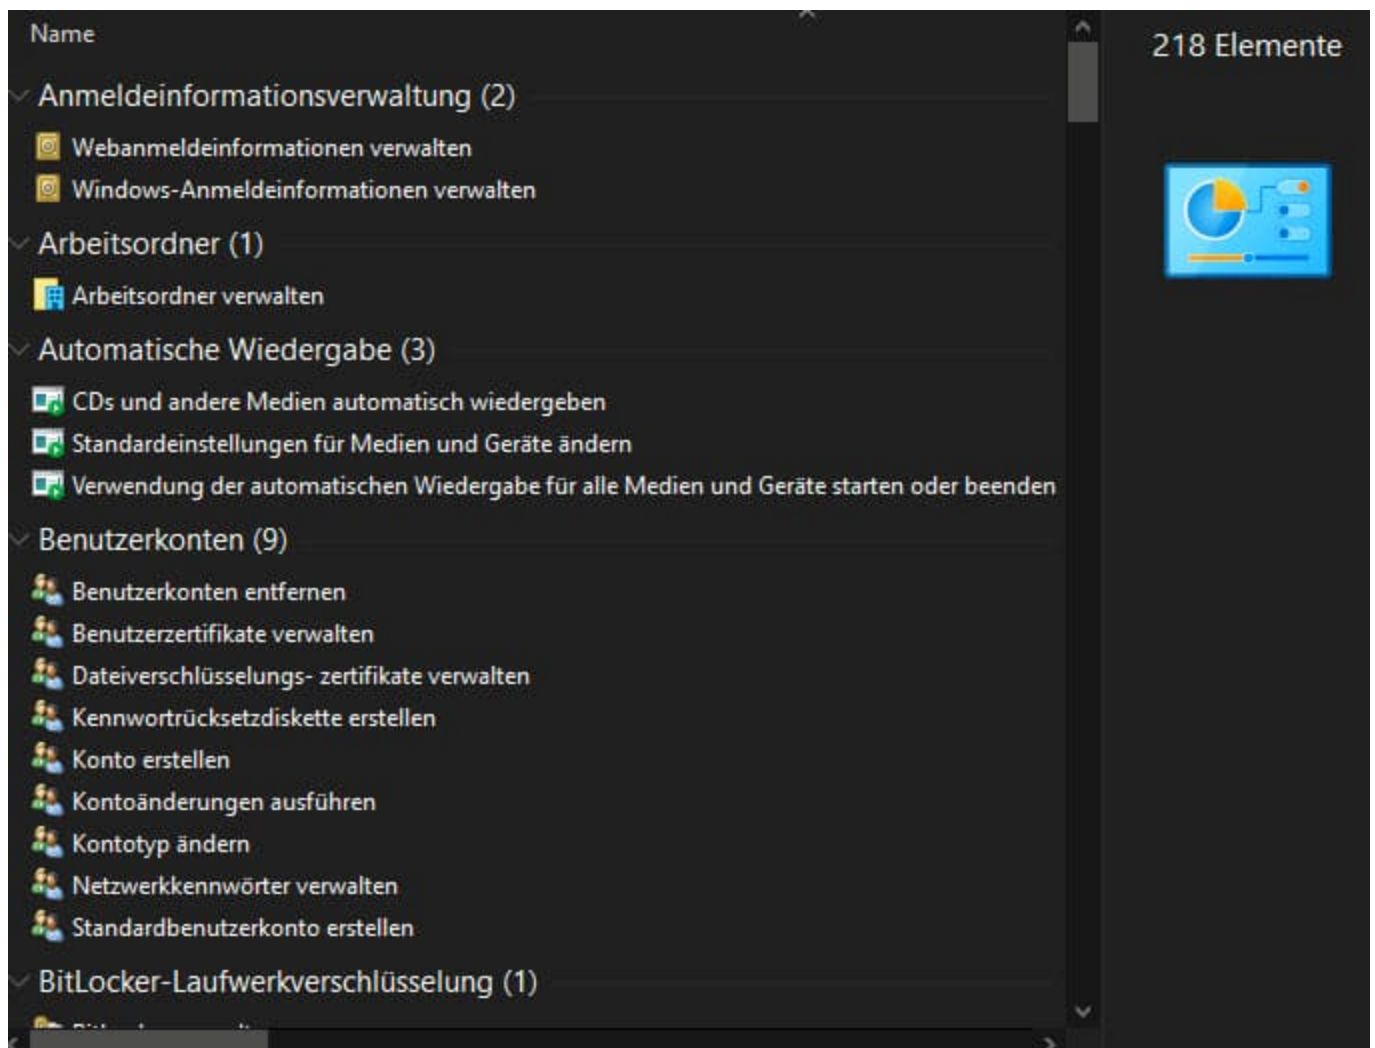 Name
218 Elemente
Anmeldeinformationsverwaltung (2)
Webanmeldeinformationen verwalten
Windows-Anmeldeinformationen verwalten
Arbeitsordner (1)
Arbeitsordner verwalten
Automatische Wiedergabe (3)
CDs und andere Medien automatisch wiedergeben
Standardeinstellungen für Medien und Geräte ändern
Verwendung der automatischen Wiedergabe für alle Medien und Geräte starten oder beenden
Benutzerkonten (9)
Benutzerkonten entfernen
Benutzerzertifikate verwalten
Dateiverschlüsselungs- zertifikate verwalten
Kennwortrücksetzdiskette erstellen
Konto erstellen
Kontoänderungen ausführen
Kontotyp ändern
Netzwerkkennwörter verwalten
Standardbenutzerkonto erstellen
BitLocker-Laufwerkverschlüsselung (1)